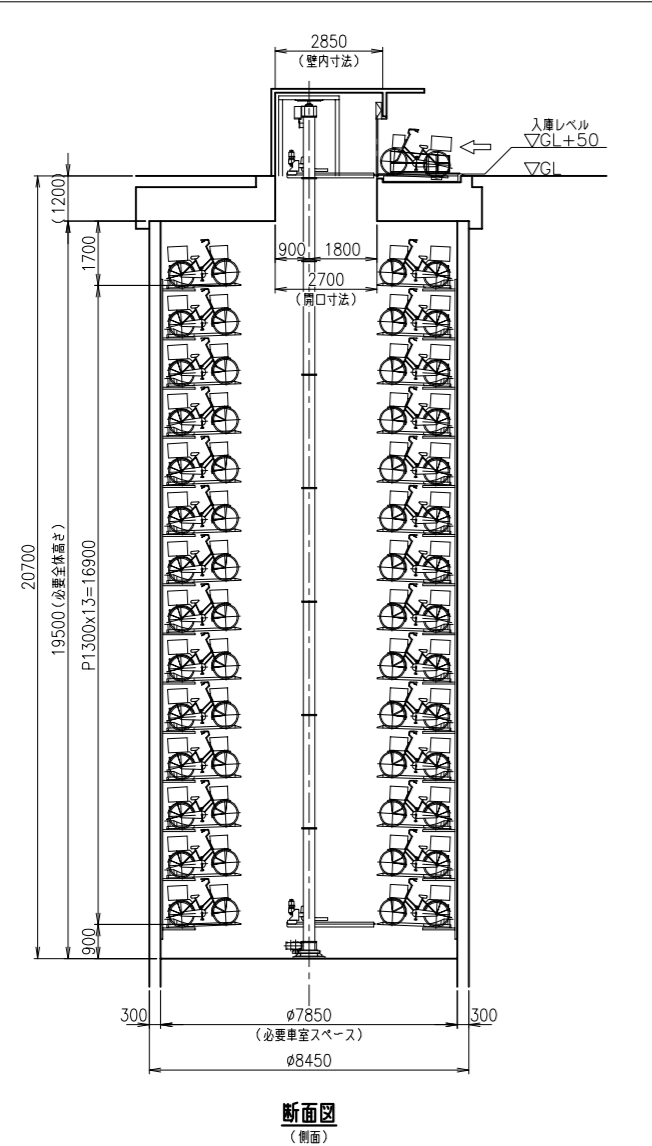 2850
(壁内寸法)
入庫レベル
▽GL+50
▽GL
(1200)
1700
900
1800
2700
(開口寸法)
20700
19500(必要全体高さ)
P1300x13=16900
900
300
ø7850
300
(必要車室スペース)
ø8450
断面図
(側面)